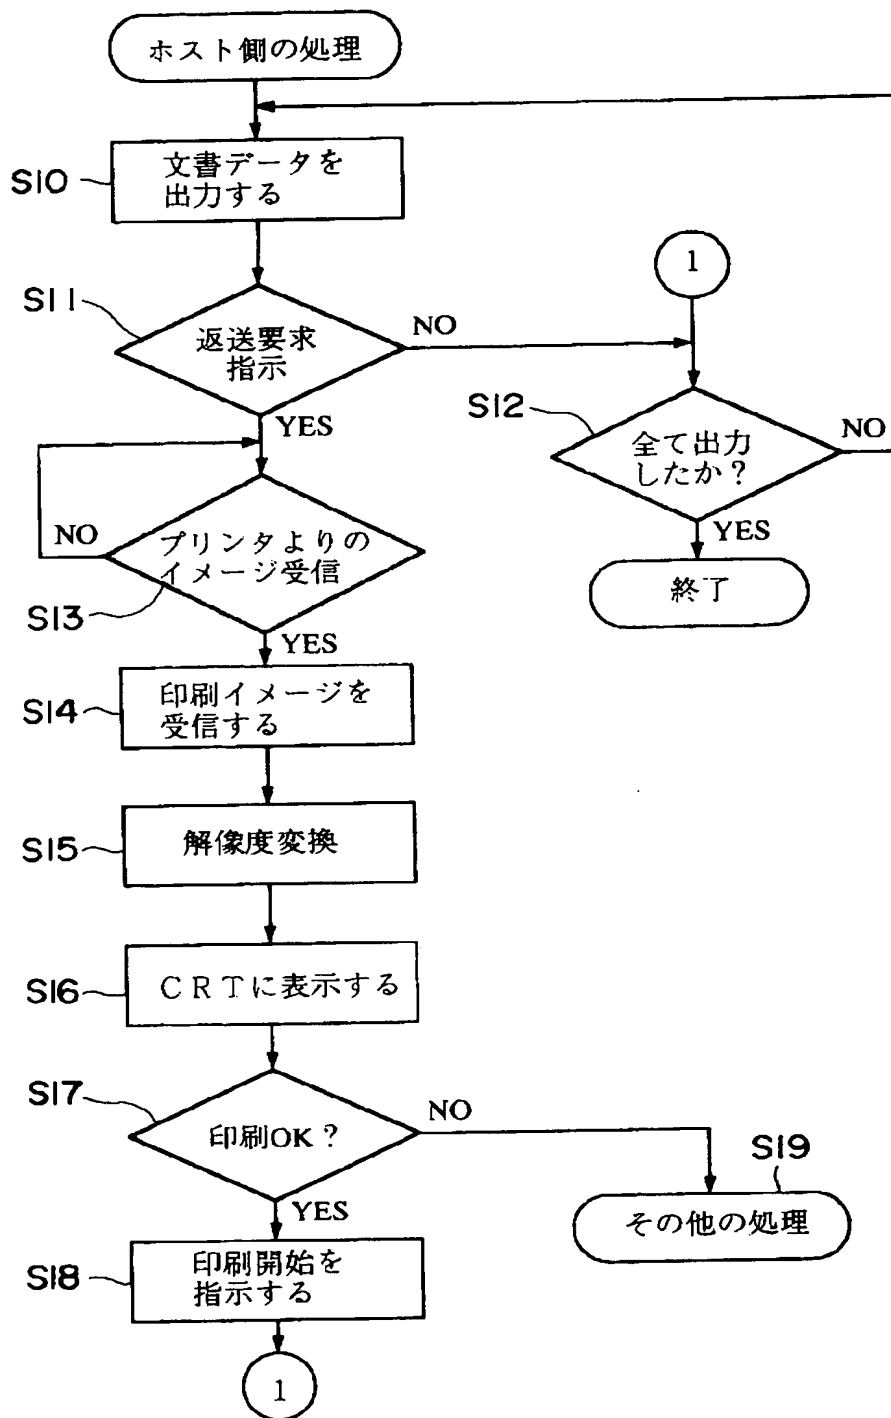 ホスト側の処理
S10
文書データを
出力する
1
S11
返送要求
指示
NO
YES
S12
全て出力
したか?
NO
YES
終了
NO
プリンタよりの
イメージ受信
S13
YES
S14
印刷イメージを
受信する
S15
解像度変換
S16
CRTに表示する
S17
印刷OK?
NO
YES
S19
その他の処理
S18
印刷開始を
指示する
1